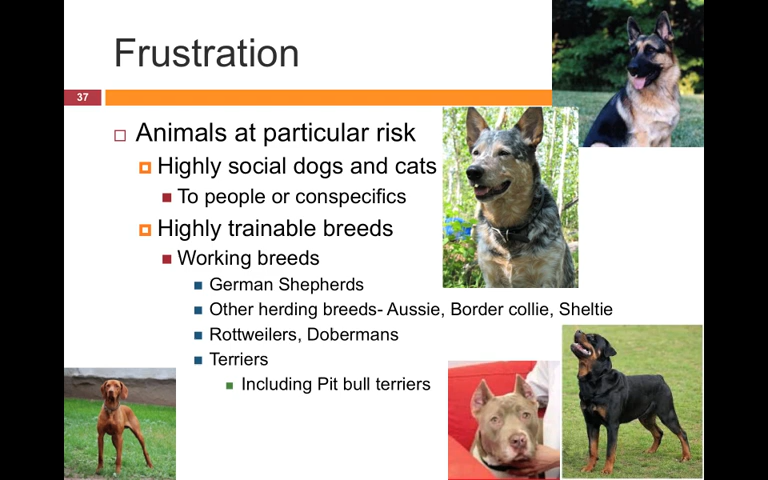 Frustration
37
Animals at particular risk
Highly social dogs and cats
To people or conspecifics
Highly trainable breeds
Working breeds
German Shepherds
Other herding breeds- Aussie, Border collie, Sheltie
Rottweilers, Dobermans
Terriers
Including Pit bull terriers